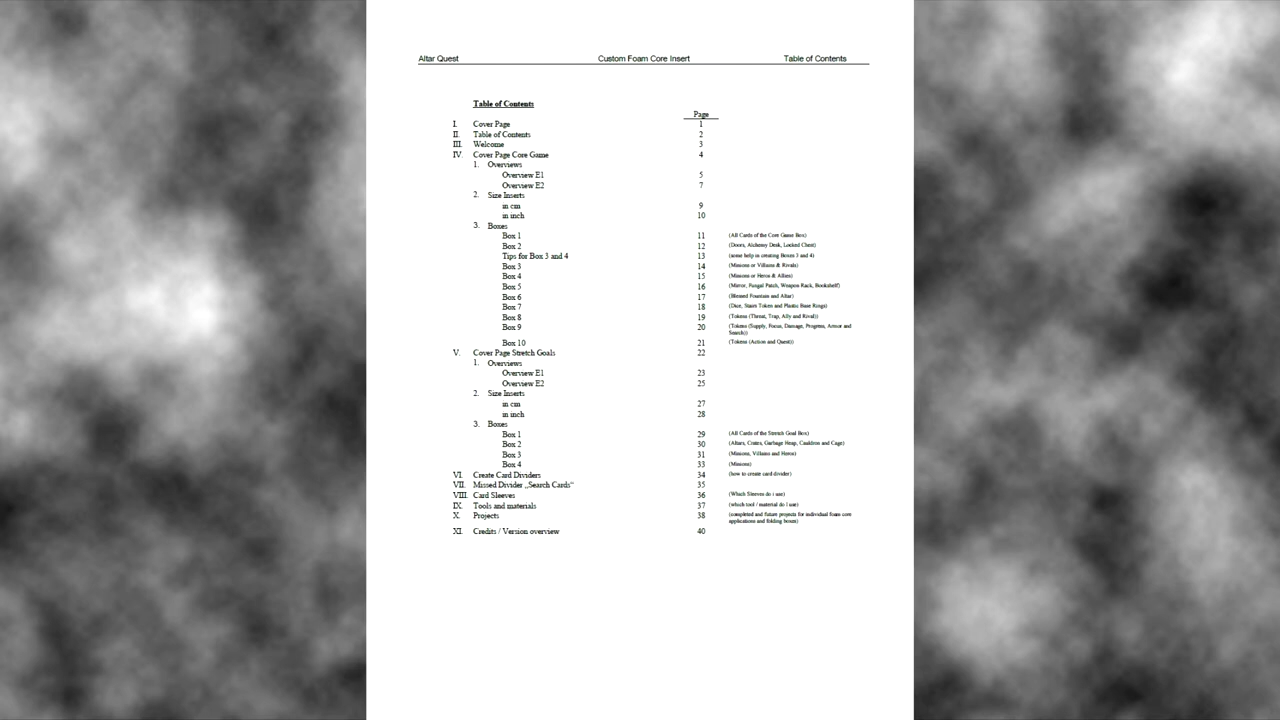 Altar Quest Custom Foam Core Insert Table of Contents
Table of Contents
Page
I. Cover Page 1
II. Table of Contents 2
III. Welcome 3
IV. Cover Page Core Game 4
1. Overviews
Overview E1 5
Overview E2 7
2. Size Inserts
in cm 9
in inch 10
3. Boxes
Box 1 11 (All Cards of the Core Game Box)
Box 2 12 (Doors, Alchemy Desk, Locked Chest)
Tips for Box 3 and 4 13 (some help in creating Boxes 3 and 4)
Box 3 14 (Minions or Villians & Rivals)
Box 4 15 (Minions or Heros & Allies)
Box 5 16 (Mirror, Fungal Patch, Weapon Rack, Bookshelf)
Box 6 17 (Blessed Fountain and Altar)
Box 7 18 (Dice, Stairs Token and Plastic Base Rings)
Box 8 19 (Tokens (Threat, Trap, Ally and Rival))
Box 9 20 (Tokens (Supply, Focus, Damage, Progress, Armor and
Search))
Box 10 21 (Tokens (Action and Quest))
V. Cover Page Stretch Goals 22
1. Overviews
Overview E1 23
Overview E2 25
2. Size Inserts
in cm 27
in inch 28
3. Boxes
Box 1 29 (All Cards of the Stretch Goal Box)
Box 2 30 (Altars, Crates, Garbage Heap, Cauldron and Cage)
Box 3 31 (Minions, Villains and Heros)
Box 4 33 (Minions)
VI. Create Card Dividers 34 (how to create card divider)
VII. Missed Divider „Search Cards“ 35
VIII. Card Sleeves 36 (Which Sleeves do i use)
IX. Tools and materials 37 (which tool / material do I use)
X. Projects 38 (completed and future projects for individual foam core
applications and folding boxes)
XI. Credits / Version overview 40